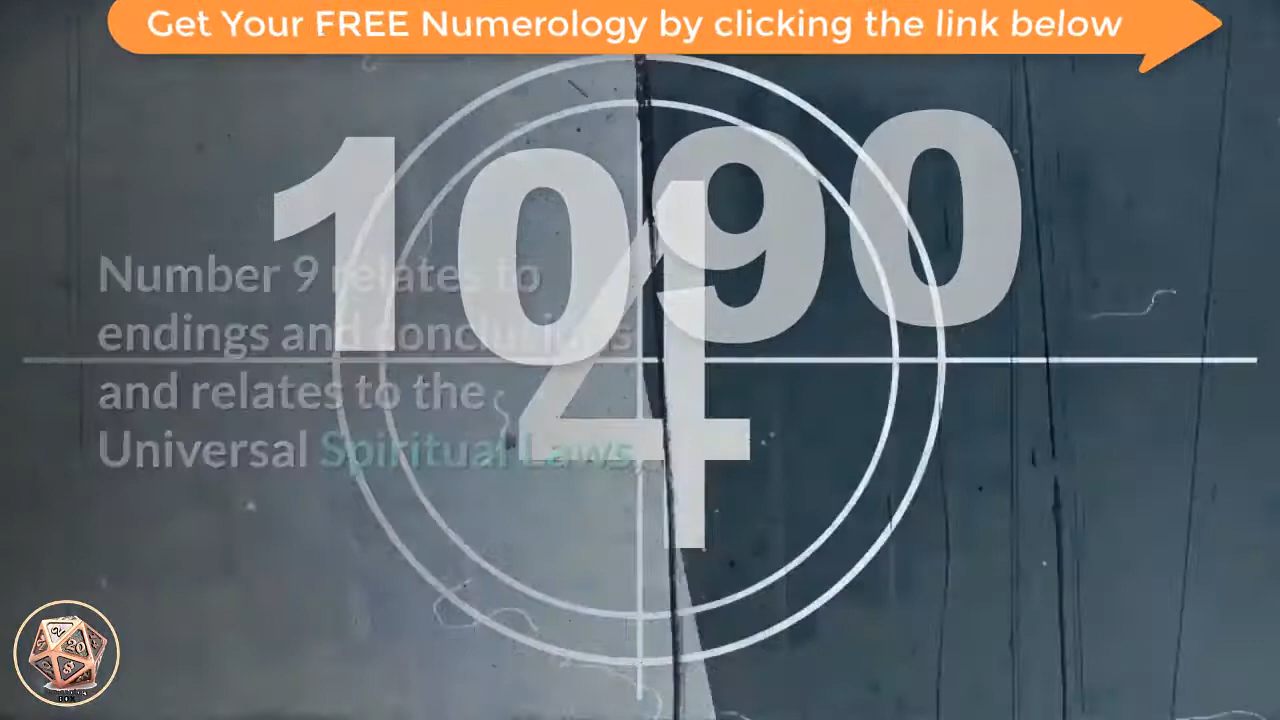 Get Your FREE Numerology by clicking the link below
1090
4
Number 9 relates to
endings and conclusions
and relates to the
Universal Spiritual Laws
20